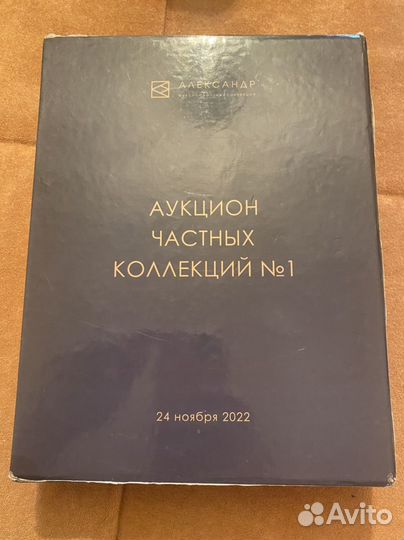 АЛЕКСАНДР
АУКЦИОН
ЧАСТНЫХ
КОЛЛЕКЦИЙ №1
24 ноября 2022
Avito